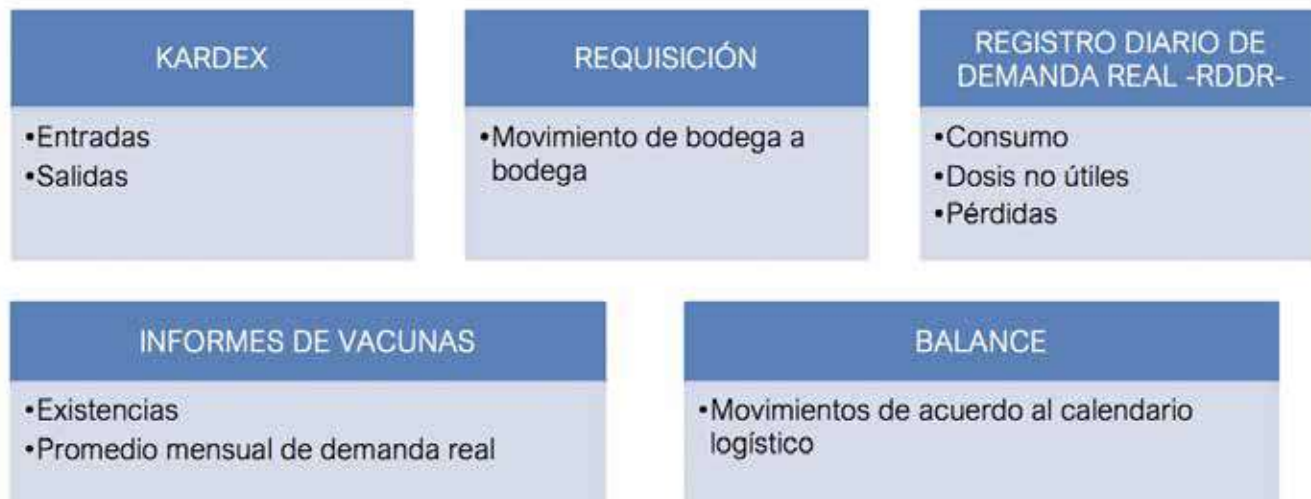 KARDEX
•Entradas
•Salidas
REQUISICIÓN
•Movimiento de bodega a
bodega
REGISTRO DIARIO DE
DEMANDA REAL -RDDR-
•Consumo
•Dosis no útiles
•Pérdidas
INFORMES DE VACUNAS
•Existencias
•Promedio mensual de demanda real
BALANCE
•Movimientos de acuerdo al calendario
logístico